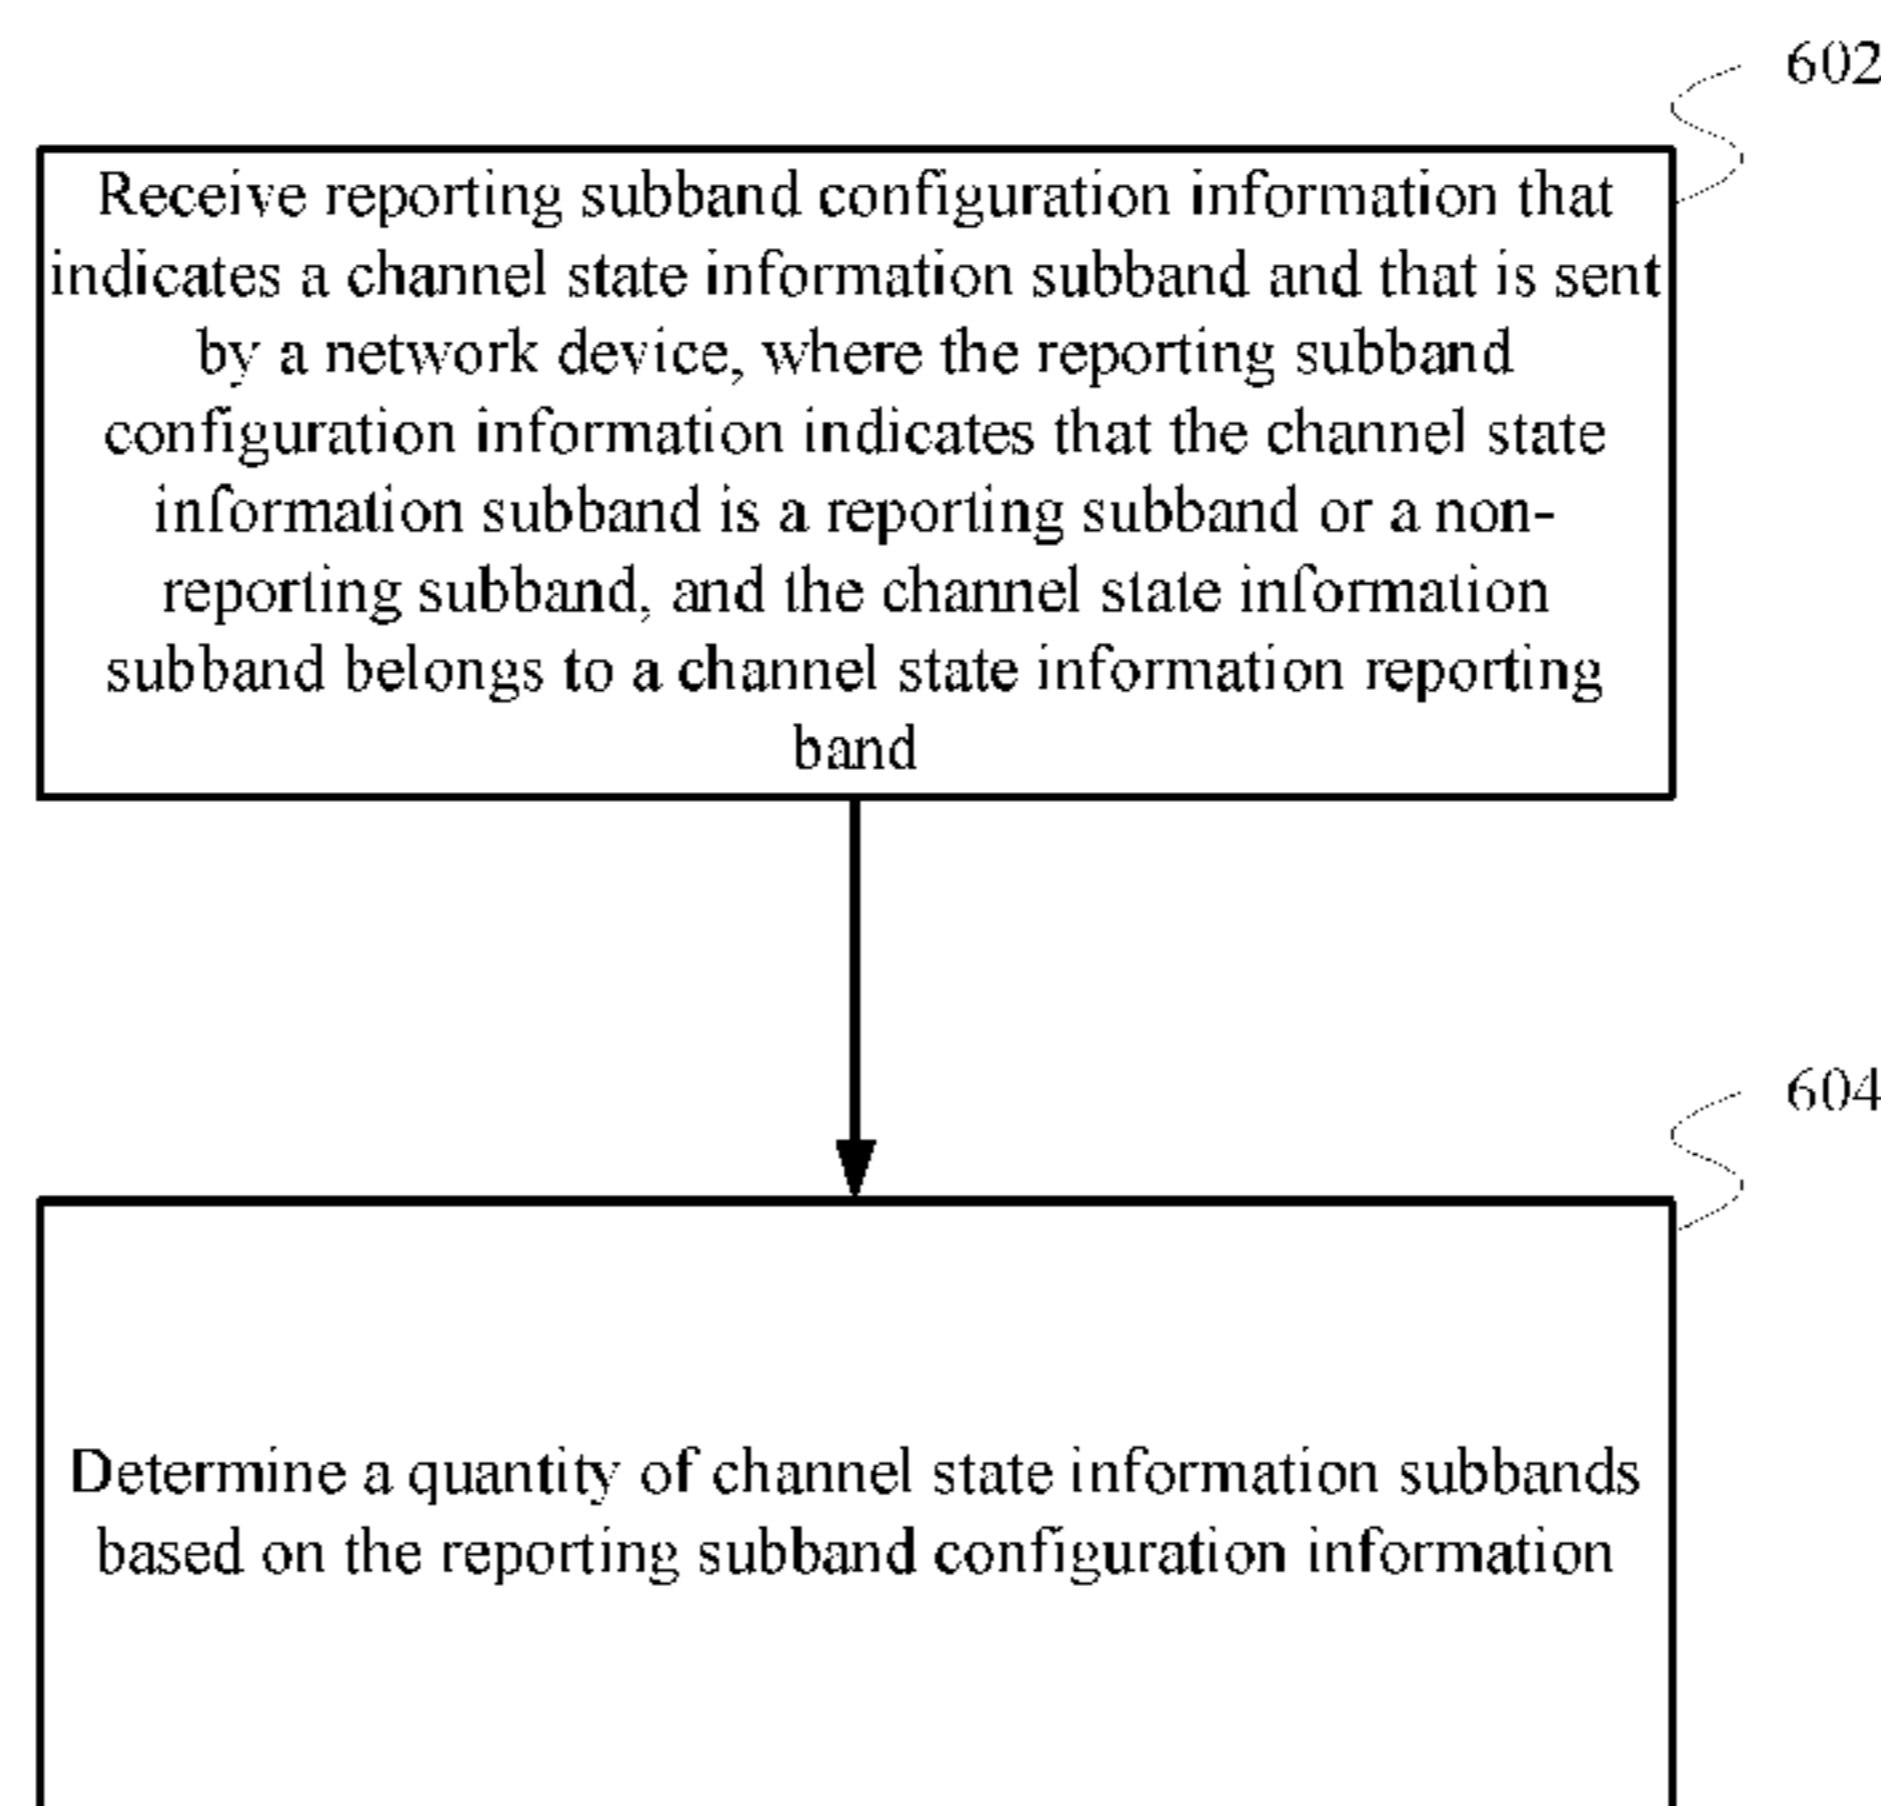 602
Receive reporting subband configuration information that
indicates a channel state information subband and that is sent
by a network device, where the reporting subband
configuration information indicates that the channel state
information subband is a reporting subband or a non-
reporting subband, and the channel state information
subband belongs to a channel state information reporting
band
604
Determine a quantity of channel state information subbands
based on the reporting subband configuration information